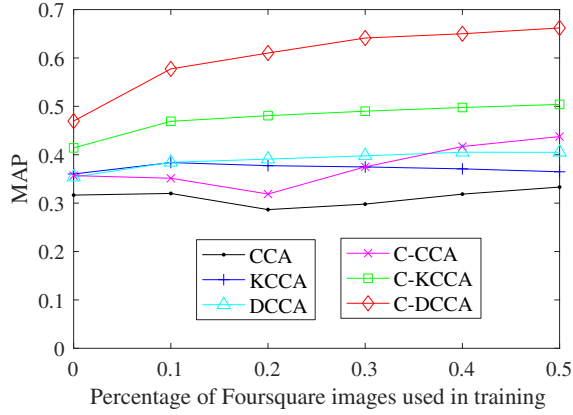 0.7
0.6
0.5
0.4
0.3
0.2
0.1
0
MAP
CCA
KCCA
DCCA
C-CCA
C-KCCA
C-DCCA
0 0.1 0.2 0.3 0.4 0.5
Percentage of Foursquare images used in training